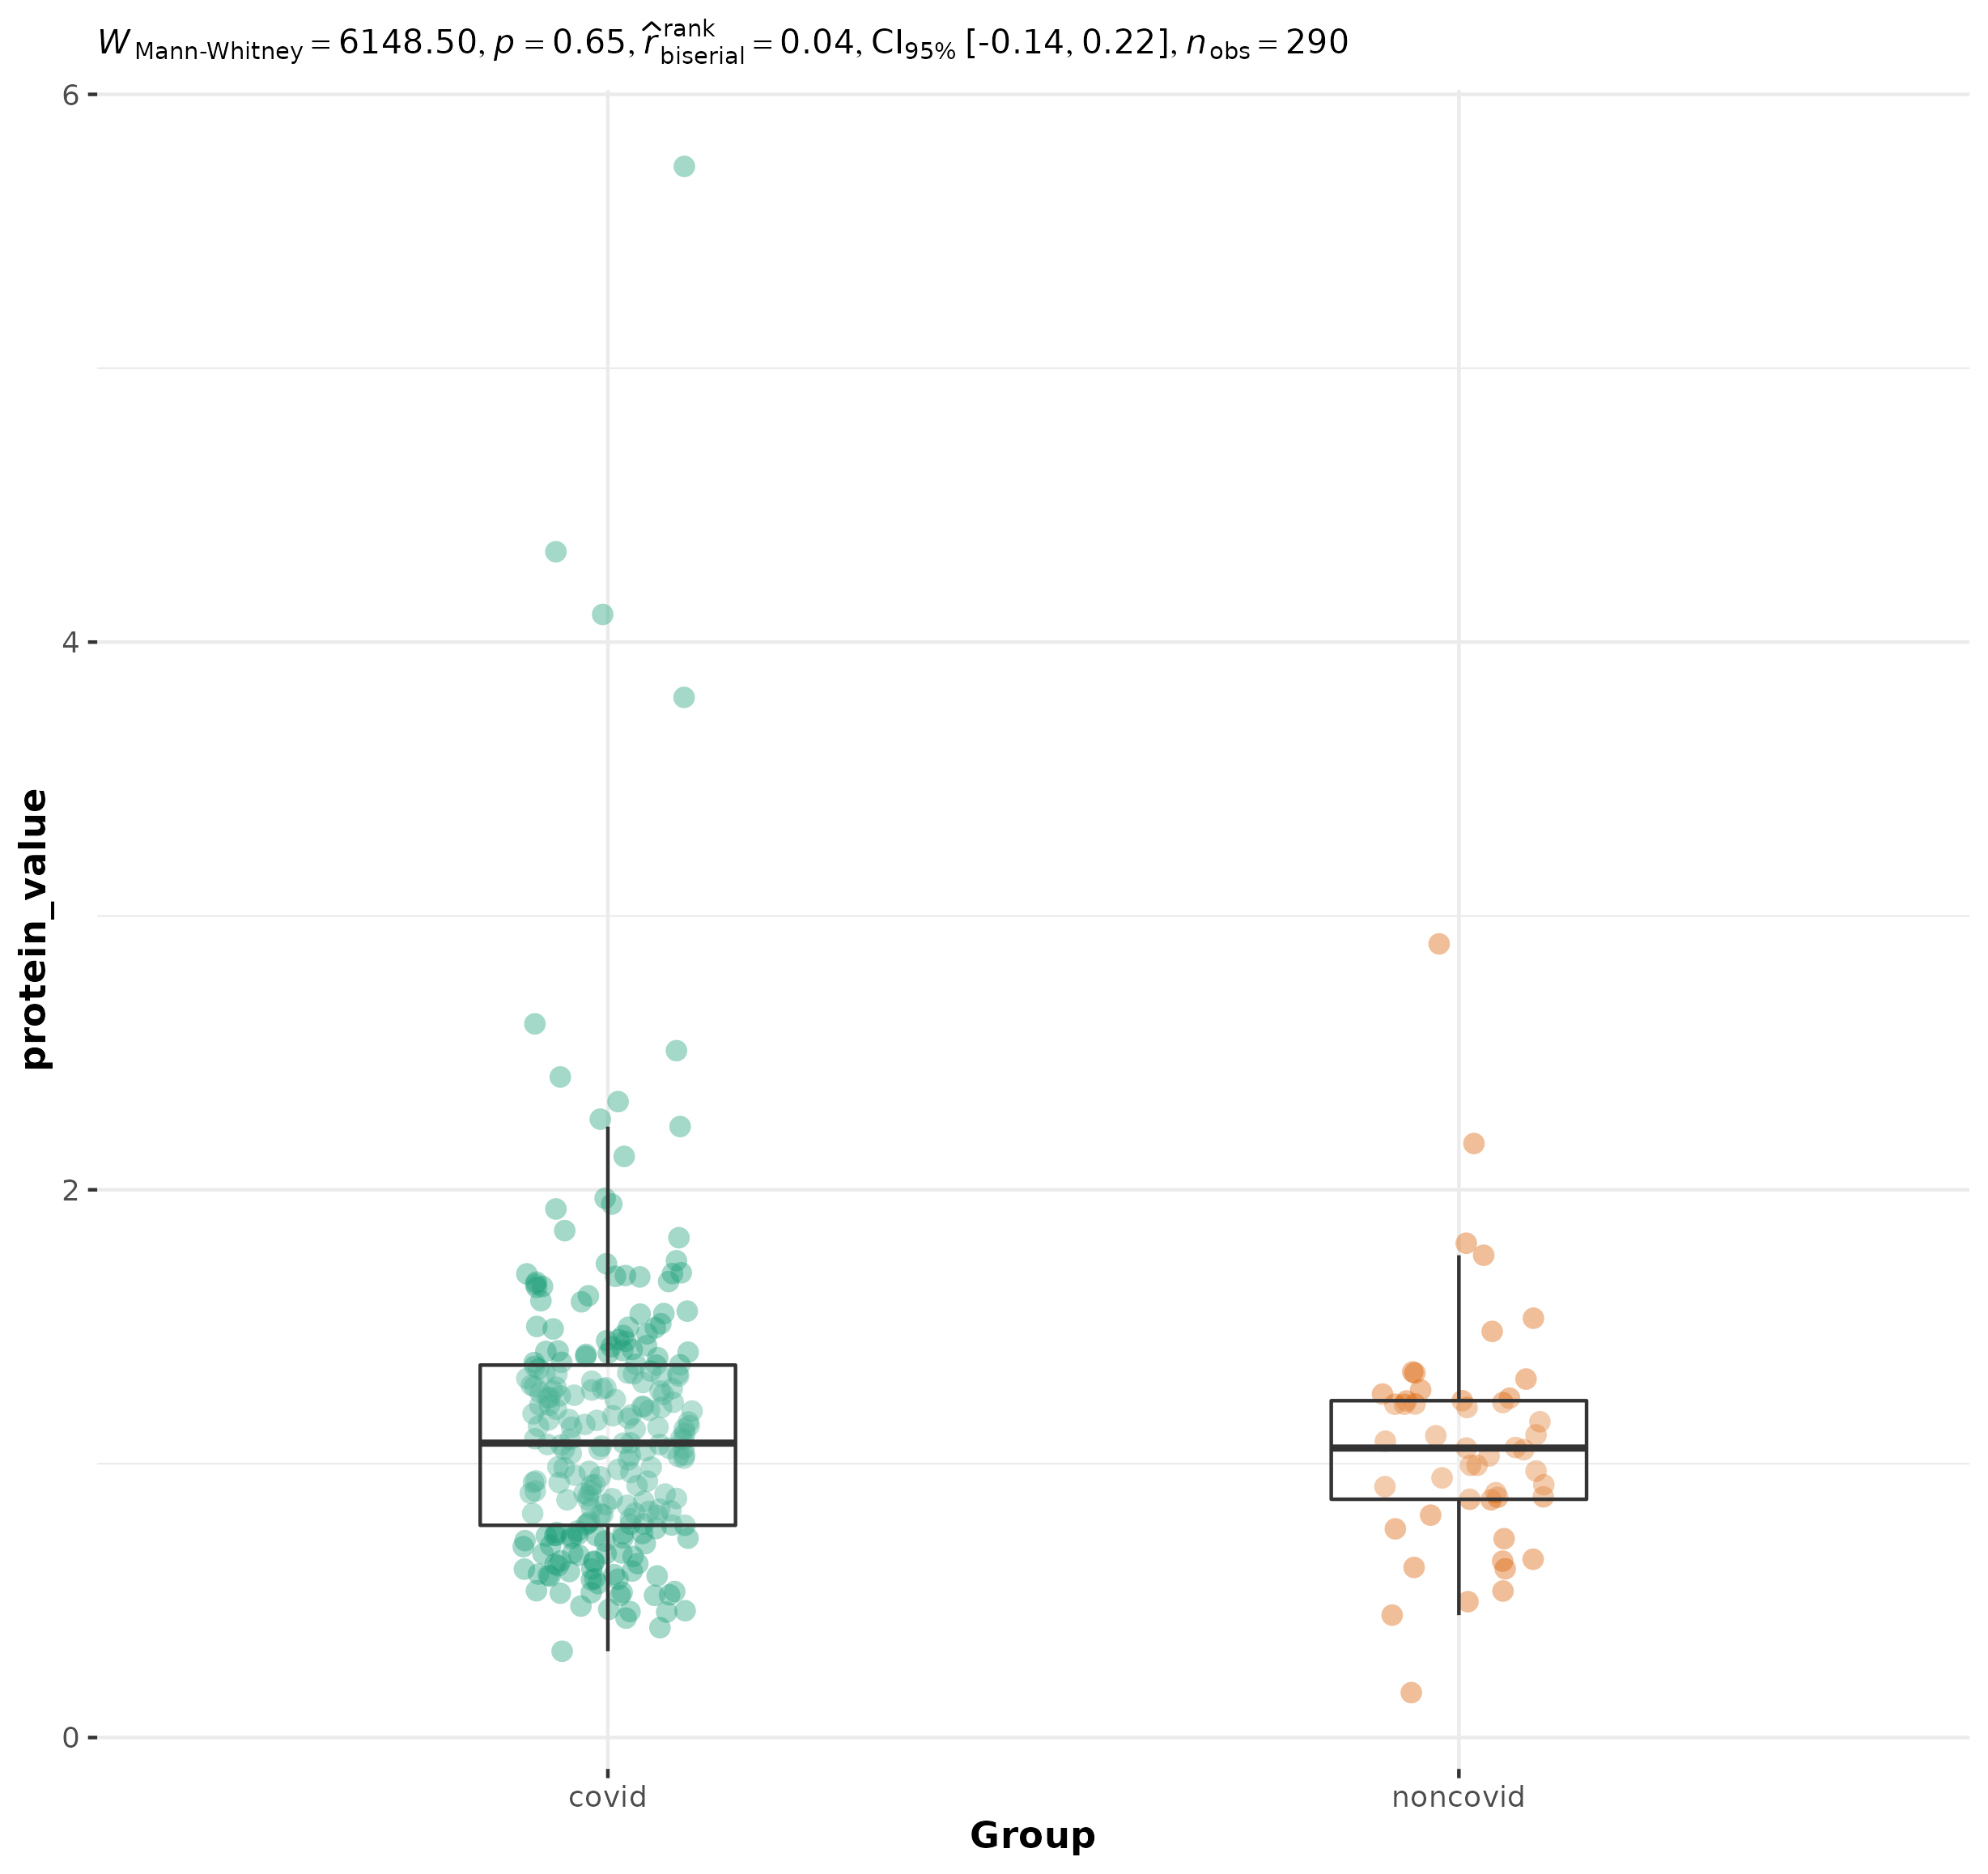 W Mann-Whitney = 6148.50, p = 0.65, r̂ rank biserial = 0.04, CI95% [-0.14, 0.22], nobs = 290
6
4
2
0
protein_value
covid
noncovid
Group